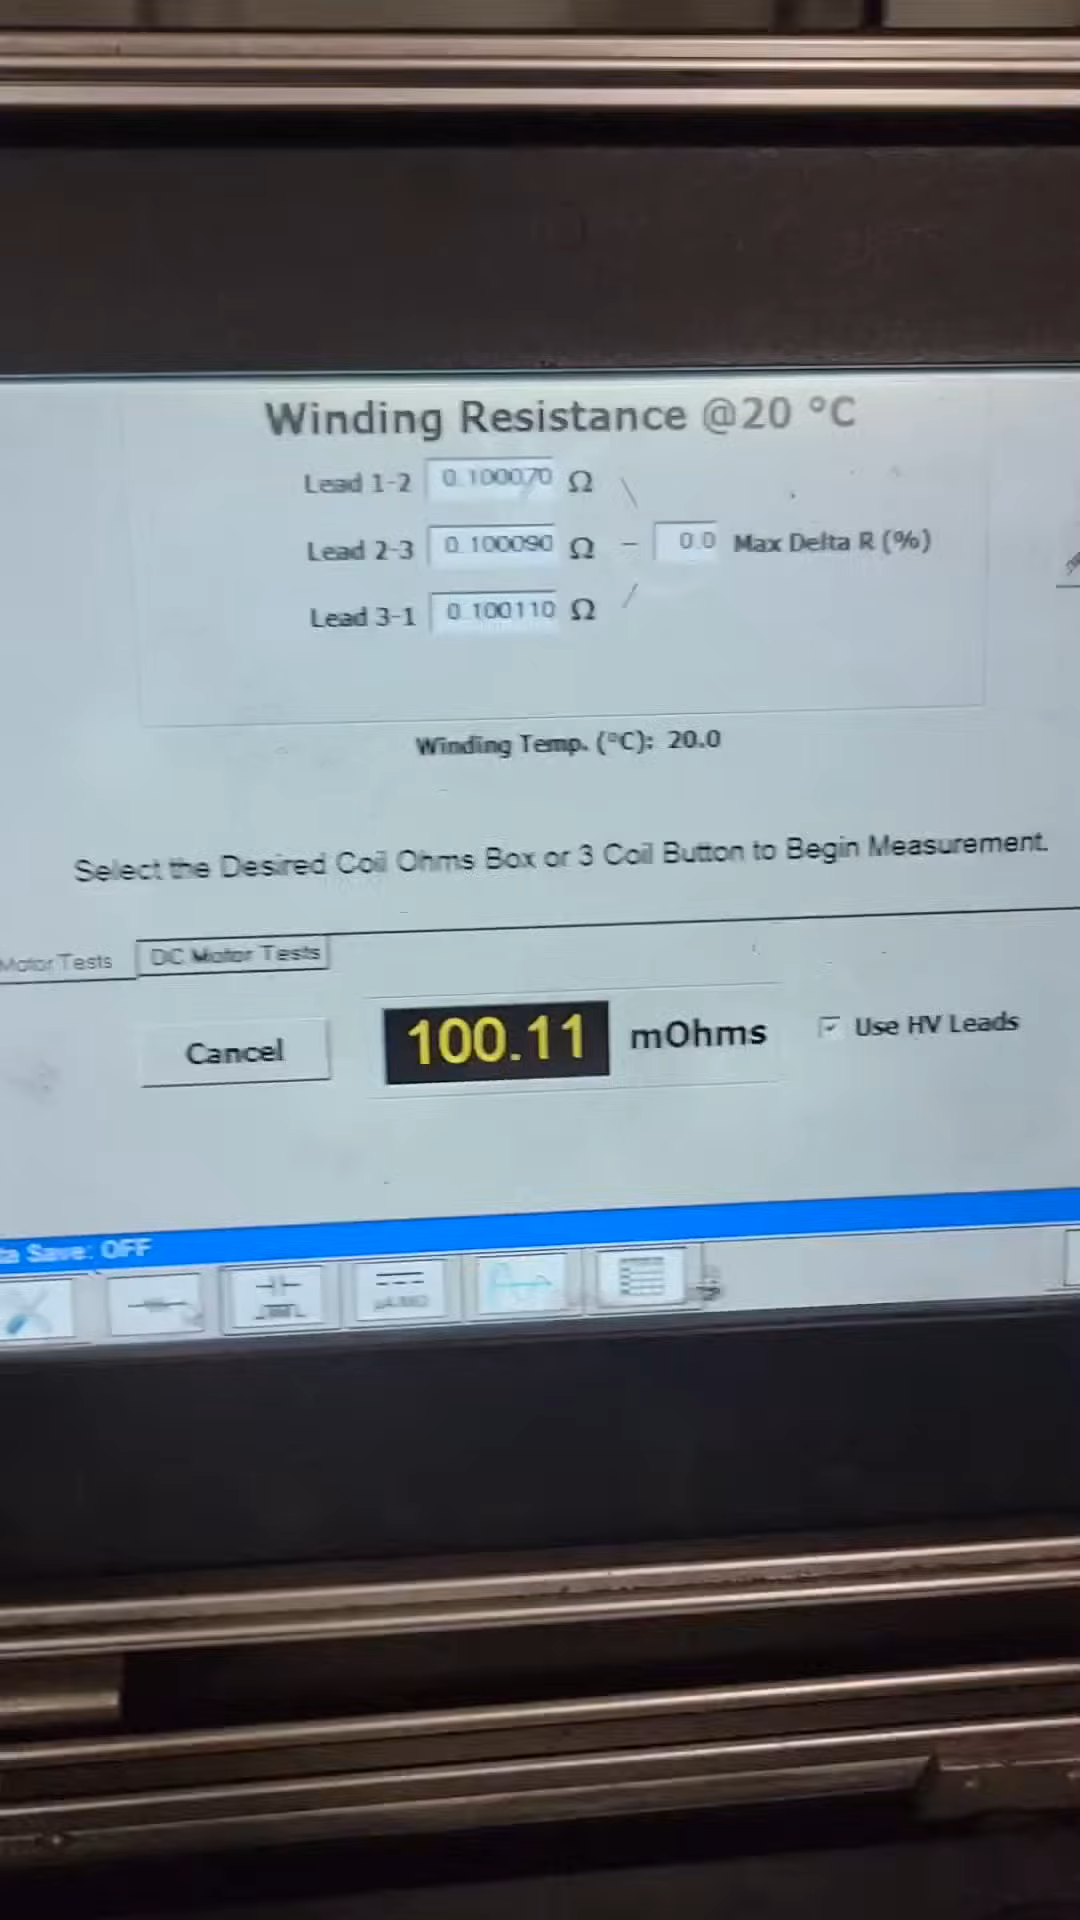 Winding Resistance @20 °C
Lead 1-2 0.100070 Ω
Lead 2-3 0.100090 Ω - 0.0 Max Delta R (%)
Lead 3-1 0.100110 Ω
Winding Temp. (°C): 20.0
Select the Desired Coil Ohms Box or 3 Coil Button to Begin Measurement.
Motor Tests DC Motor Tests
Cancel 100.11 mOhms Use HV Leads
ta Save: OFF